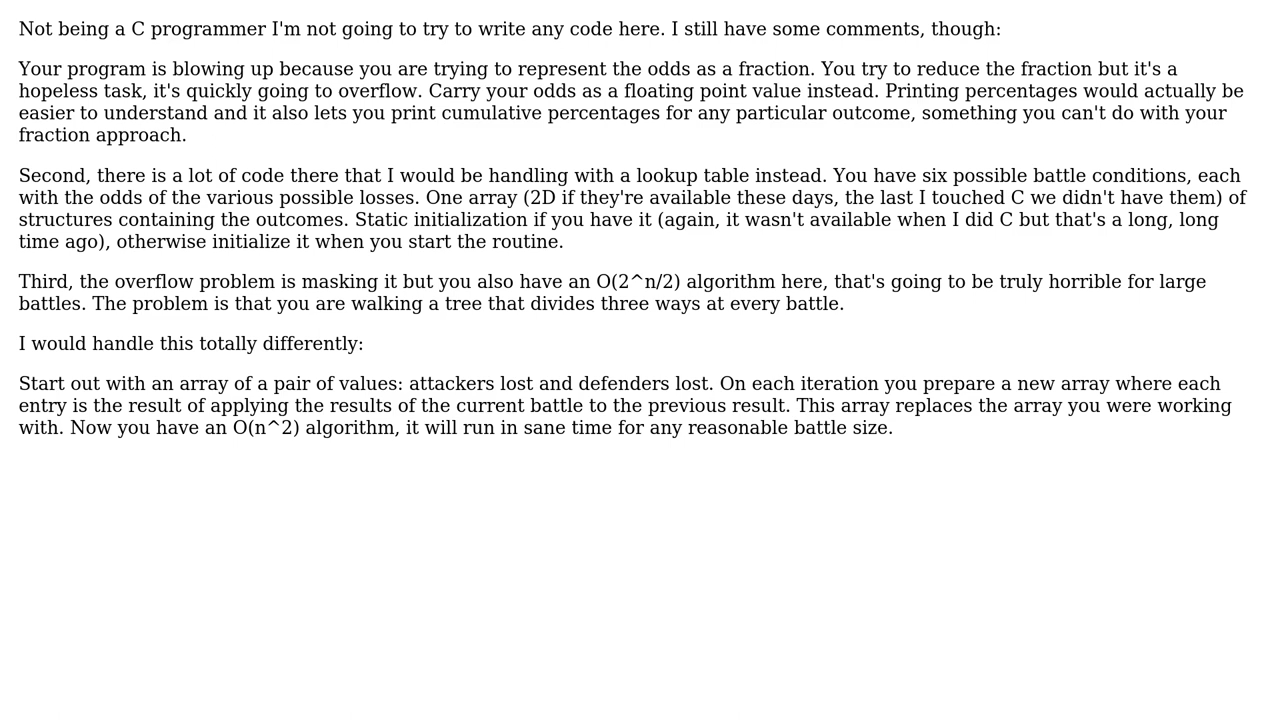 Not being a C programmer I'm not going to try to write any code here. I still have some comments, though:
Your program is blowing up because you are trying to represent the odds as a fraction. You try to reduce the fraction but it's a
hopeless task, it's quickly going to overflow. Carry your odds as a floating point value instead. Printing percentages would actually be
easier to understand and it also lets you print cumulative percentages for any particular outcome, something you can't do with your
fraction approach.
Second, there is a lot of code there that I would be handling with a lookup table instead. You have six possible battle conditions, each
with the odds of the various possible losses. One array (2D if they're available these days, the last I touched C we didn't have them) of
structures containing the outcomes. Static initialization if you have it (again, it wasn't available when I did C but that's a long, long
time ago), otherwise initialize it when you start the routine.
Third, the overflow problem is masking it but you also have an O(2^n/2) algorithm here, that's going to be truly horrible for large
battles. The problem is that you are walking a tree that divides three ways at every battle.
I would handle this totally differently:
Start out with an array of a pair of values: attackers lost and defenders lost. On each iteration you prepare a new array where each
entry is the result of applying the results of the current battle to the previous result. This array replaces the array you were working
with. Now you have an O(n^2) algorithm, it will run in sane time for any reasonable battle size.